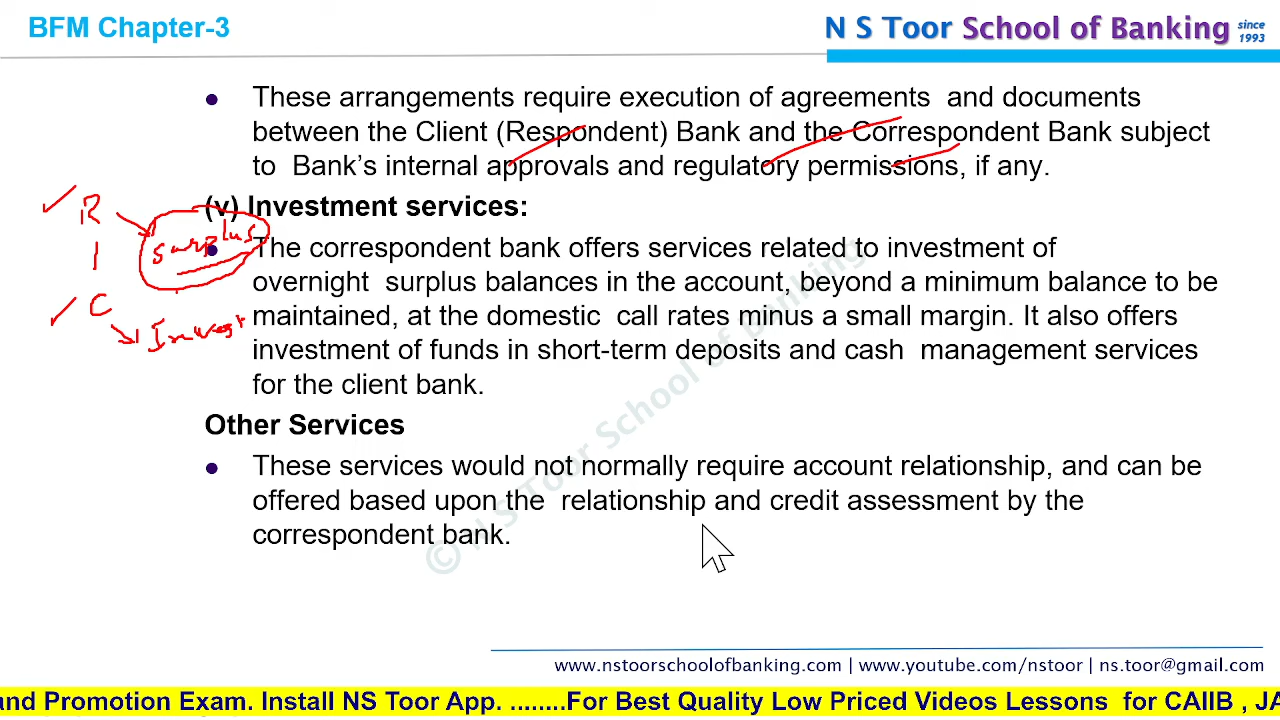 BFM Chapter-3
N S Toor School of Banking since 1993
These arrangements require execution of agreements and documents
between the Client (Respondent) Bank and the Correspondent Bank subject
to Bank's internal approvals and regulatory permissions, if any.
(v) Investment services:
The correspondent bank offers services related to investment of
overnight surplus balances in the account, beyond a minimum balance to be
maintained, at the domestic call rates minus a small margin. It also offers
investment of funds in short-term deposits and cash management services
for the client bank.
R
surplus
C
Invest
Other Services
These services would not normally require account relationship, and can be
offered based upon the relationship and credit assessment by the
correspondent bank.
© N S Toor School of Banking
www.nstoorschoolofbanking.com | www.youtube.com/nstoor | ns.toor@gmail.com
and Promotion Exam. Install NS Toor App. ........For Best Quality Low Priced Videos Lessons for CAIIB , JA